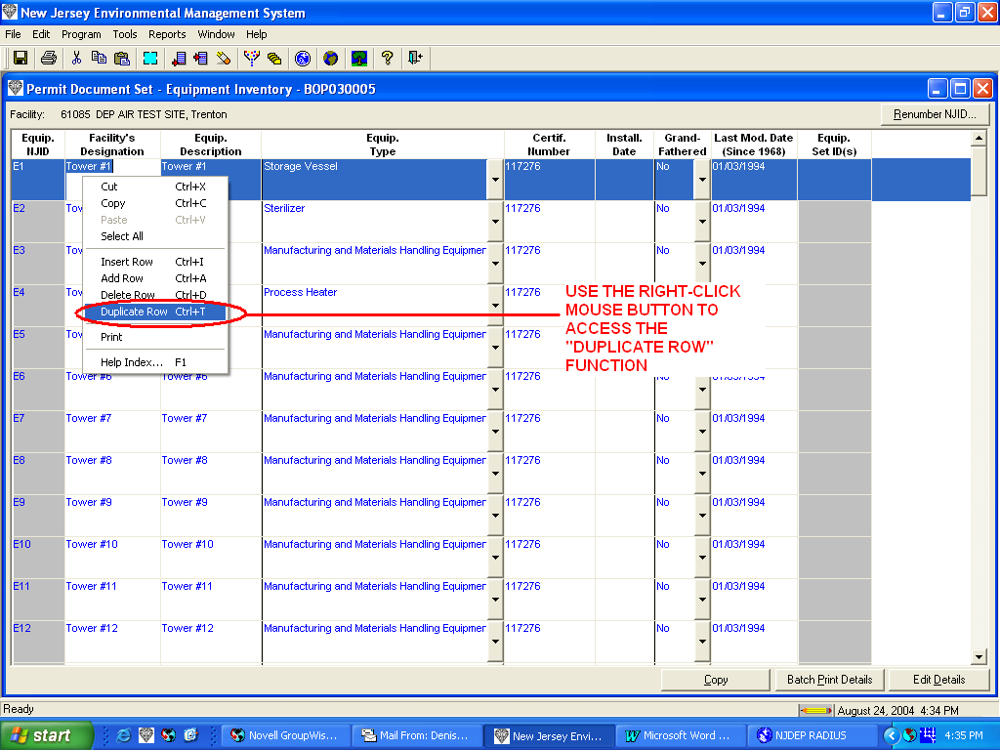 New Jersey Environmental Management System
File Edit Program Tools Reports Window Help
Permit Document Set - Equipment Inventory - BOP030005
Facility: 61085 DEP AIR TEST SITE, Trenton Renumber NJID...
Equip. Facility's Equip. Equip. Certif. Install. Grand- Last Mod. Date Equip.
NJID Designation Description Type Number Date Fathered (Since 1968) Set ID(s)
E1 Tower #1 Tower #1 Storage Vessel 117276 No 01/03/1994
Cut Ctrl+X
Copy Ctrl+C
E2 Tow Sterilizer 117276 No 01/03/1994
Paste Ctrl+V
Select All
E3 Tow Manufacturing and Materials Handling Equipmer 117276 No 01/03/1994
Insert Row Ctrl+I
Add Row Ctrl+A
E4 Tow Process Heater 117276
Delete Row Ctrl+D
Duplicate Row Ctrl+T
USE THE RIGHT-CLICK
MOUSE BUTTON TO
ACCESS THE
"DUPLICATE ROW"
FUNCTION
E5 Tow Manufacturing and Materials Handling Equipmer 117276
Print
Help Index... F1
E6 Tower #6 Tower #6 Manufacturing and Materials Handling Equipmer 117276 No 01/03/1994
E7 Tower #7 Tower #7 Manufacturing and Materials Handling Equipmer 117276 No 01/03/1994
E8 Tower #8 Tower #8 Manufacturing and Materials Handling Equipmer 117276 No 01/03/1994
E9 Tower #9 Tower #9 Manufacturing and Materials Handling Equipmer 117276 No 01/03/1994
E10 Tower #10 Tower #10 Manufacturing and Materials Handling Equipmer 117276 No 01/03/1994
E11 Tower #11 Tower #11 Manufacturing and Materials Handling Equipmer 117276 No 01/03/1994
E12 Tower #12 Tower #12 Manufacturing and Materials Handling Equipmer 117276 No 01/03/1994
Copy Batch Print Details Edit Details
Ready August 24, 2004 4:34 PM
start Novell GroupWis... Mail From: Denis... New Jersey Envi... Microsoft Word ... NJDEP RADIUS 4:35 PM